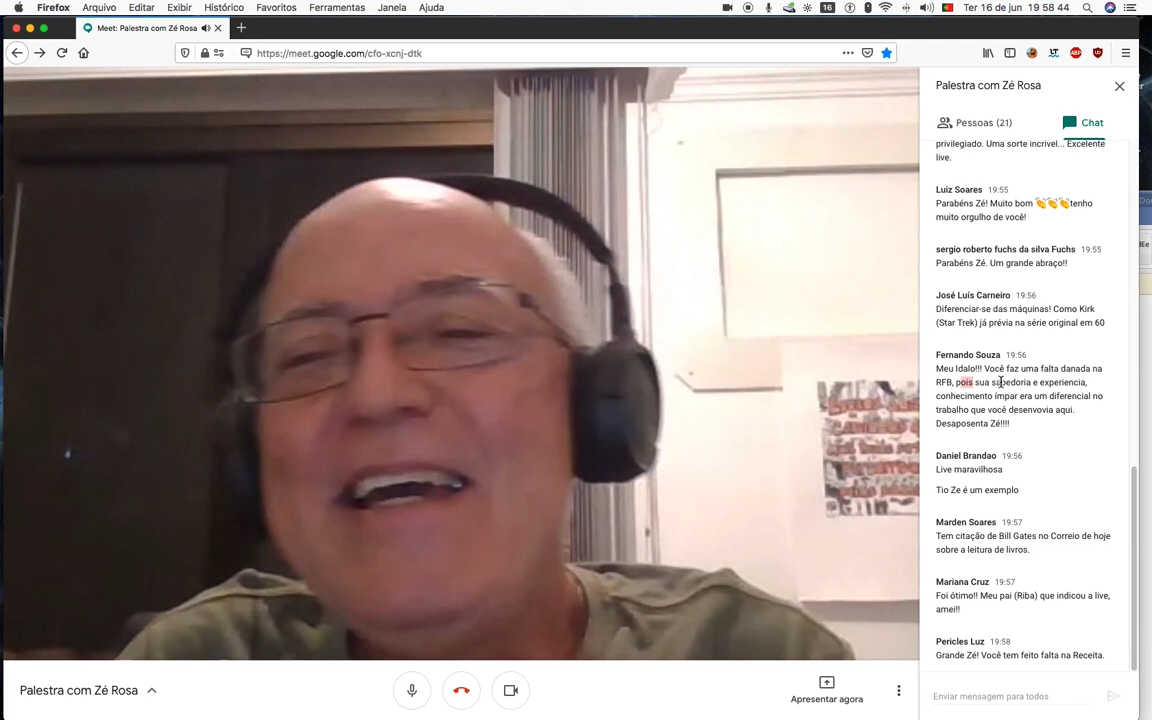 Firefox Arquivo Editar Exibir Histórico Favoritos Ferramentas Janela Ajuda
16
Ter 16 de jun 19 58 44
Meet: Palestra com Zé Rosa
https://meet.google.com/cfo-xcnj-dtk
Palestra com Zé Rosa
Pessoas (21)
Chat
privilegiado. Uma sorte incrivel... Excelente
live.
Luiz Soares 19:55
Parabéns Zé! Muito bom 👏👏👏tenho
muito orgulho de você!
sergio roberto fuchs da silva Fuchs 19:55
Parabéns Zé. Um grande abraço!!
José Luís Carneiro 19:56
Diferenciar-se das máquinas! Como Kirk
(Star Trek) já prévia na série original em 60
Fernando Souza 19:56
Meu Idalo!!! Você faz uma falta danada na
RFB, pois sua sabedoria e experiencia,
conhecimento ímpar era um diferencial no
trabalho que você desenvovia aqui.
Desaposenta Zé!!!!
Daniel Brandao 19:56
Live maravilhosa
Tio Ze é um exemplo
Marden Soares 19:57
Tem citação de Bill Gates no Correio de hoje
sobre a leitura de livros.
Mariana Cruz 19:57
Foi ótimo!! Meu pai (Riba) que indicou a live,
amei!!
Pericles Luz 19:58
Grande Zé! Você tem feito falta na Receita.
Enviar mensagem para todos
Palestra com Zé Rosa
Apresentar agora